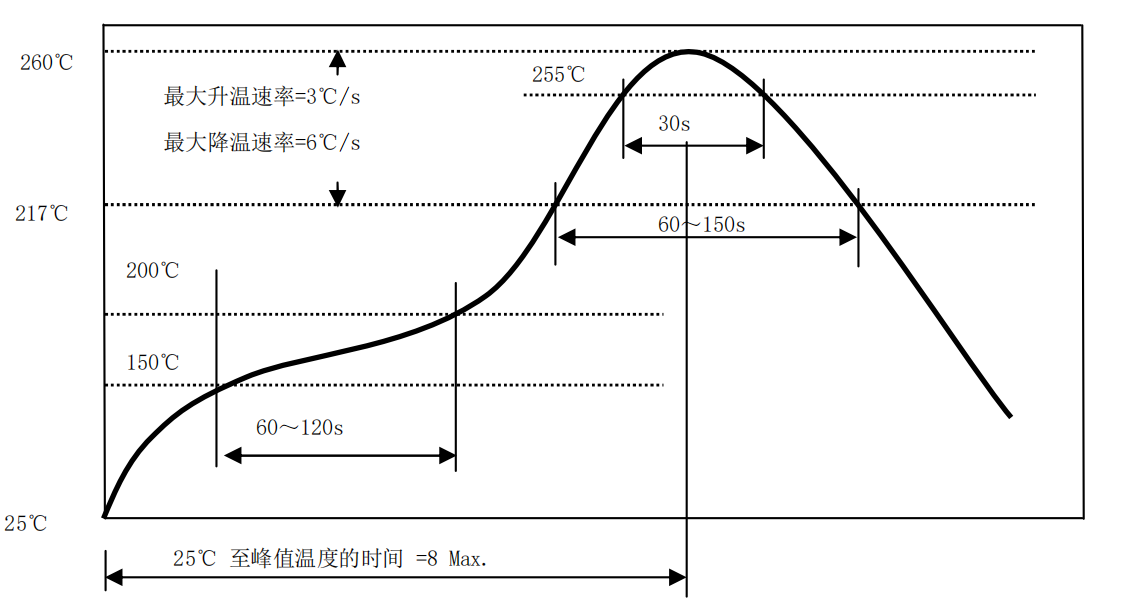 260℃
255℃
最大升温速率=3℃/s
30s
最大降温速率=6℃/s
217℃
60～150s
200℃
150℃
60～120s
25℃
25℃ 至峰值温度的时间 =8 Max.